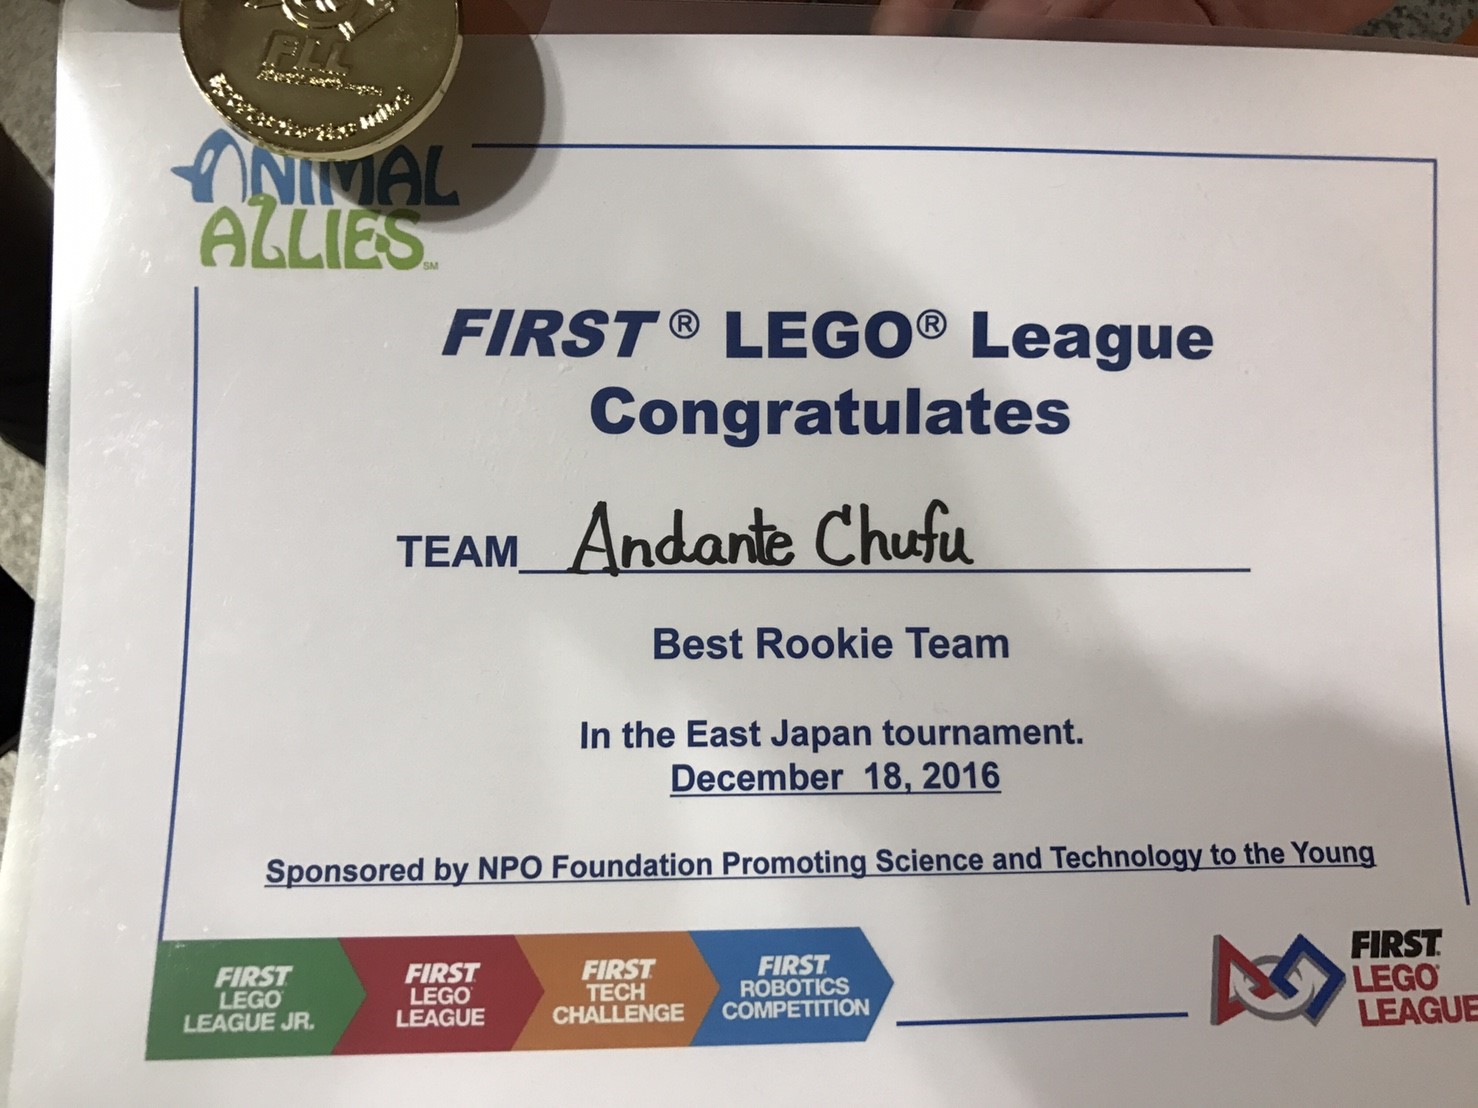 FLL
ANIMAL
ALLIES SM
FIRST® LEGO® League
Congratulates
TEAM Andante Chufu
Best Rookie Team
In the East Japan tournament.
December 18, 2016
Sponsored by NPO Foundation Promoting Science and Technology to the Young
FIRST
LEGO
LEAGUE JR.
FIRST
LEGO
LEAGUE
FIRST
TECH
CHALLENGE
FIRST
ROBOTICS
COMPETITION
FIRST
LEGO
LEAGUE